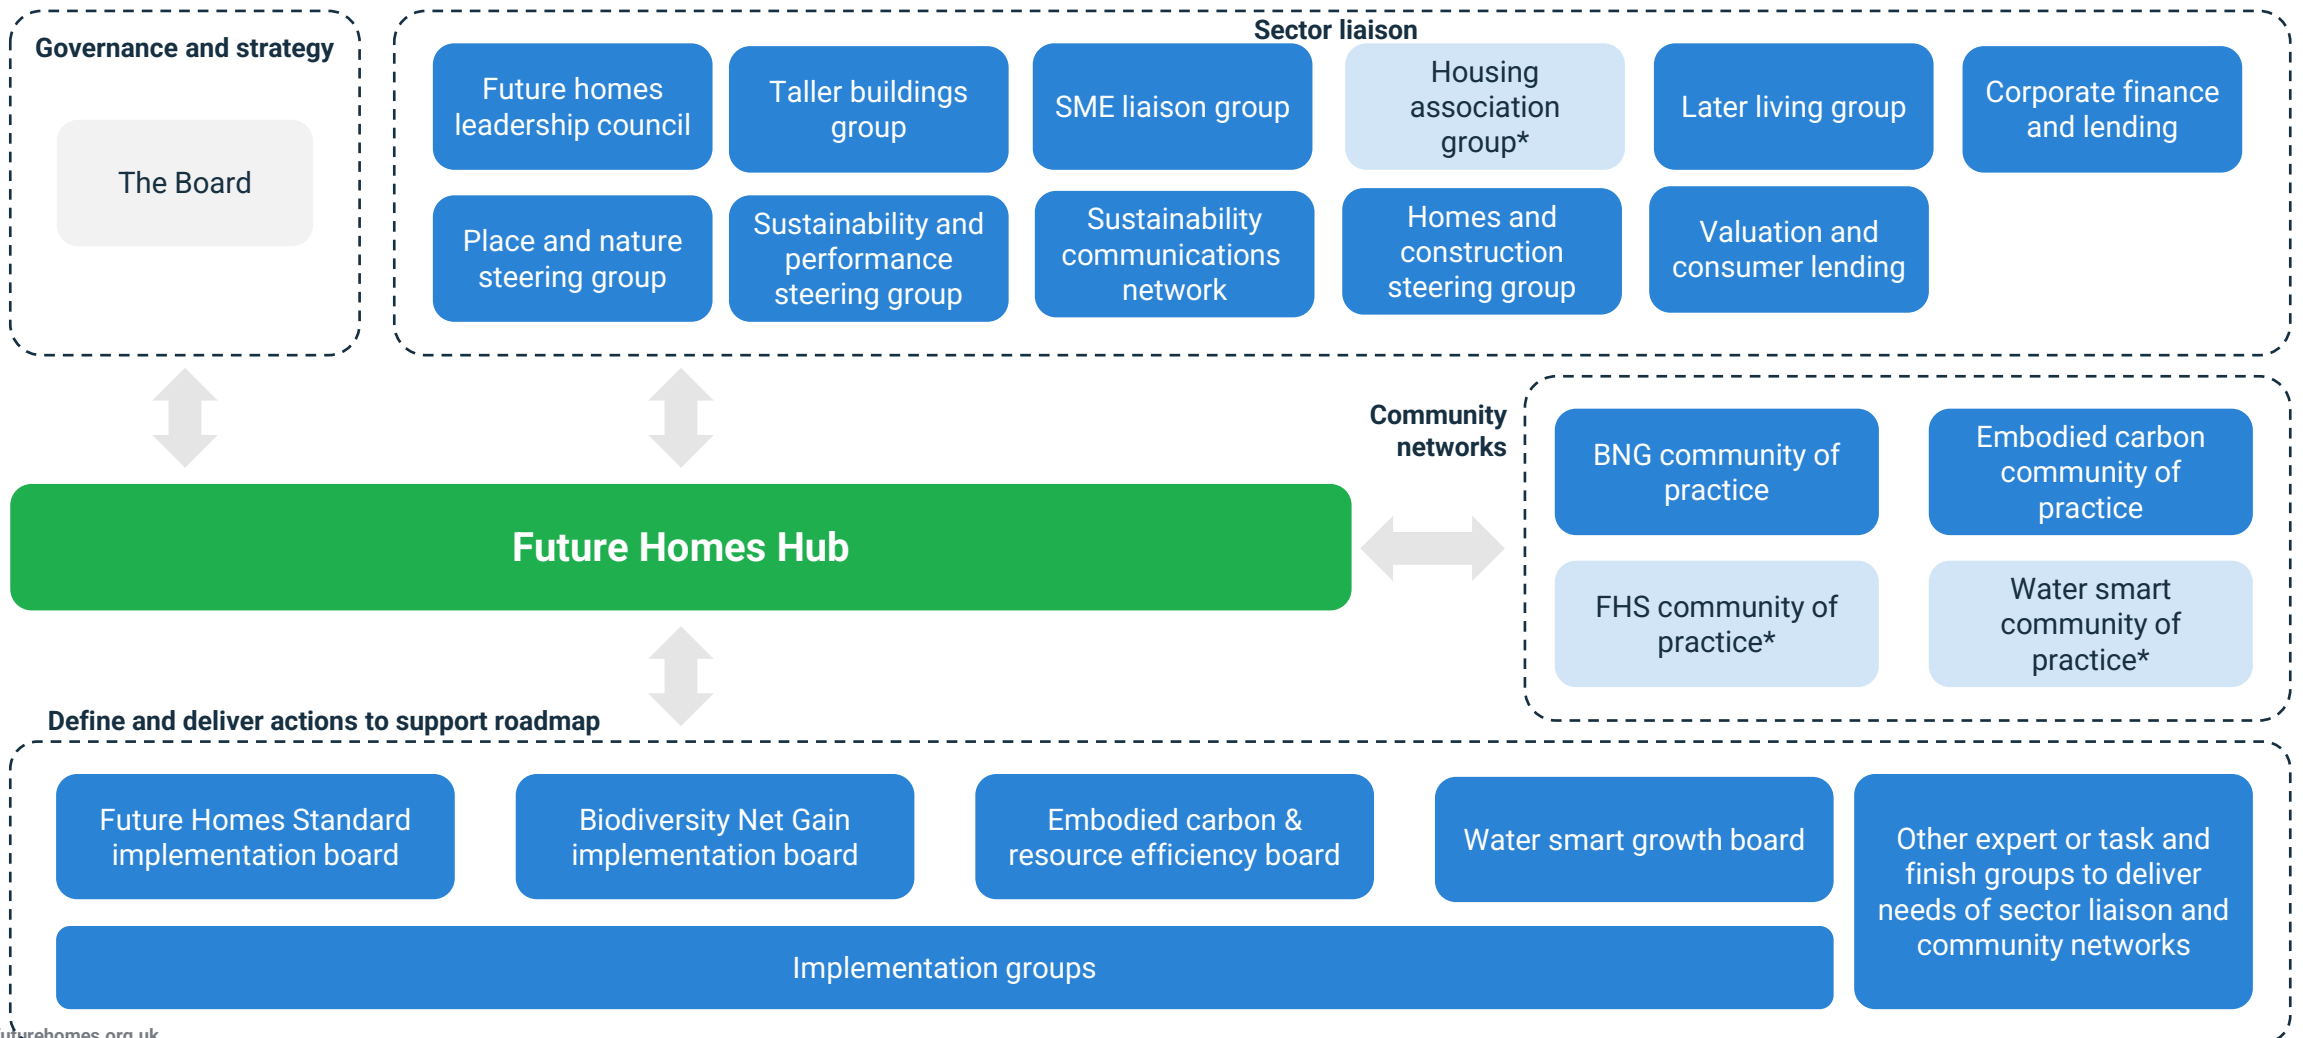 Governance and strategy
The Board
Sector liaison
Future homes
leadership council
Taller buildings
group
SME liaison group
Housing
association
group*
Later living group
Corporate finance
and lending
Place and nature
steering group
Sustainability and
performance
steering group
Sustainability
communications
network
Homes and
construction
steering group
Valuation and
consumer lending
Community
networks
BNG community of
practice
Embodied carbon
community of
practice
FHS community of
practice*
Water smart
community of
practice*
Future Homes Hub
Define and deliver actions to support roadmap
Future Homes Standard
implementation board
Biodiversity Net Gain
implementation board
Embodied carbon &
resource efficiency board
Water smart growth board
Other expert or task and
finish groups to deliver
needs of sector liaison and
community networks
Implementation groups
futurehomes.org.uk